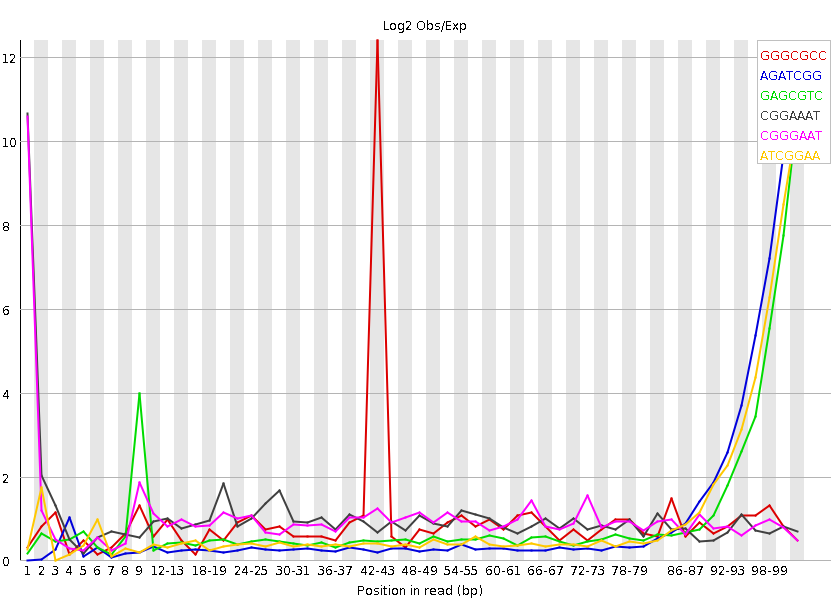 Log2 Obs/Exp
12
10
8
6
4
2
0
GGGCGCC
AGATCGG
GAGCGTC
CGGAAAT
CGGGAAT
ATCGGAA
1 2 3 4 5 6 7 8 9 12-13 18-19 24-25 30-31 36-37 42-43 48-49 54-55 60-61 66-67 72-73 78-79 86-87 92-93 98-99
Position in read (bp)